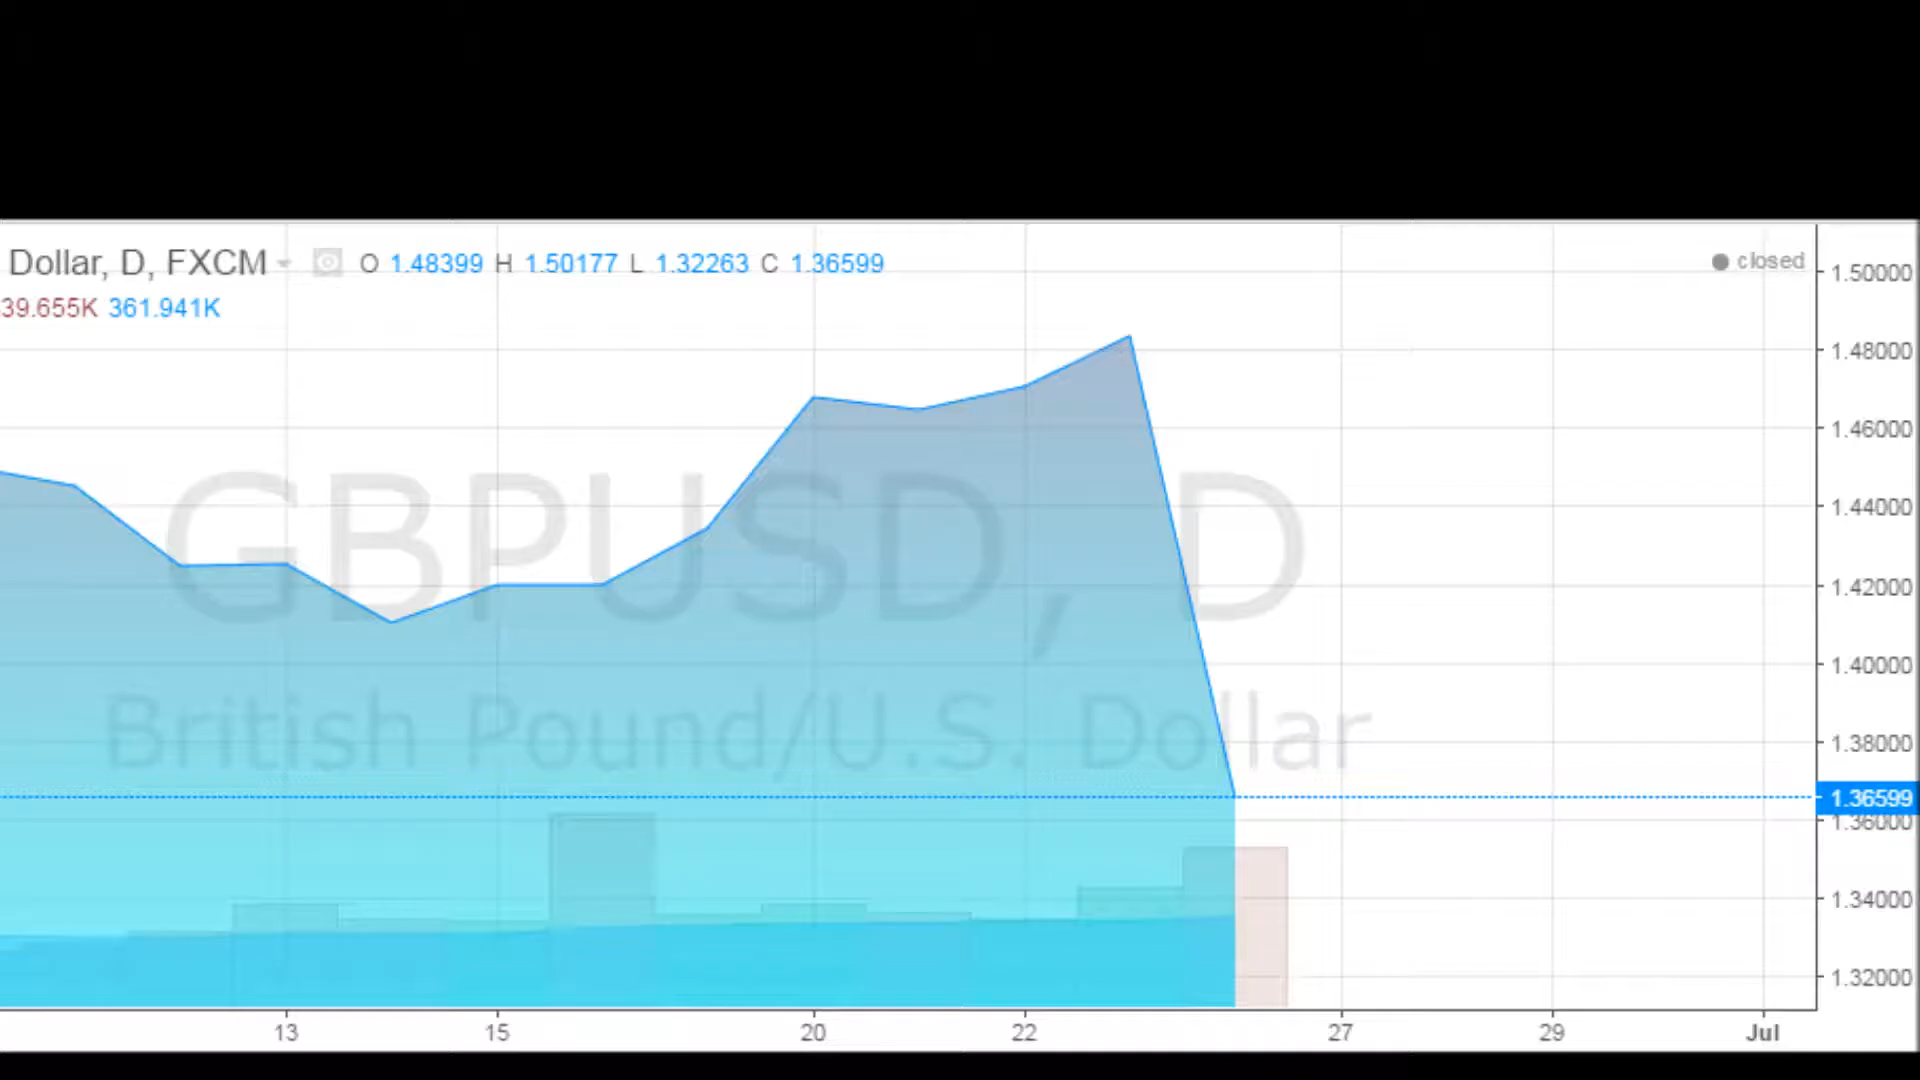 Dollar, D, FXCM O 1.48399 H 1.50177 L 1.32263 C 1.36599
closed
39.655K 361.941K
1.50000
1.48000
1.46000
1.44000
1.42000
1.40000
1.38000
1.36599
1.36000
1.34000
1.32000
GBPUSD, D
British Pound/U.S. Dollar
13 15 20 22 27 29 Jul